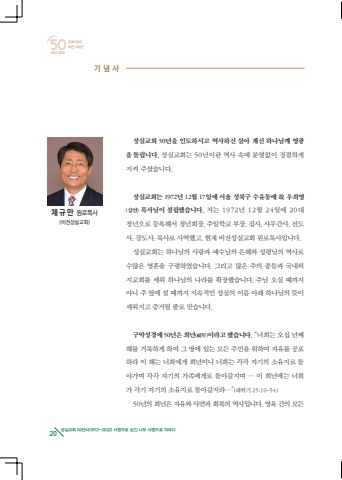 50
기 념 사
성실교회 50년을 인도하시고 역사하신 살아 계신 하나님께 영광
을 돌립니다. 성실교회는 50년이란 역사 속에 분열없이 정결하게
지켜 주셨습니다.
채 규 만 원로목사
(비전성실교회)
성실교회는 1972년 12월 17일에 서울 성북구 수유동에 故 우희영
목사님이 설립했습니다. 저는 1972년 12월 24일에 20대
청년으로 등록해서 청년회장, 주일학교 부장, 집사, 사무간사, 전도
사, 강도사, 목사로 사역했고, 현재 비전성실교회 원로목사입니다.
성실교회는 하나님의 사랑과 예수님의 은혜와 성령님의 역사로
수많은 영혼을 구령하였습니다. 그리고 많은 주의 종들과 국내외
지교회를 세워 하나님의 나라를 확장했습니다. 주님 오실 때까지
아니 주 앞에 설 때까지 지속적인 성실의 이름 아래 하나님의 뜻이
세워지고 증거될 줄로 믿습니다.
구약성경에 50년은 희년(禧年)이라고 했습니다. “너희는 오십 년째
해를 거룩하게 하여 그 땅에 있는 모든 주민을 위하여 자유를 공포
하라 이 해는 너희에게 희년이니 너희는 각각 자기의 소유지로 돌
아가며 각각 자기의 가족에게로 돌아갈지며 … 이 희년에는 너희
가 각기 자기의 소유지로 돌아갈지라…”(레위기 25:10~54)
50년의 희년은 자유와 사면과 회복의 역사입니다. 영육 간의 모든
20 성실교회 50년사(1972~2022) 사명으로 심긴 나무 사명으로 피어나